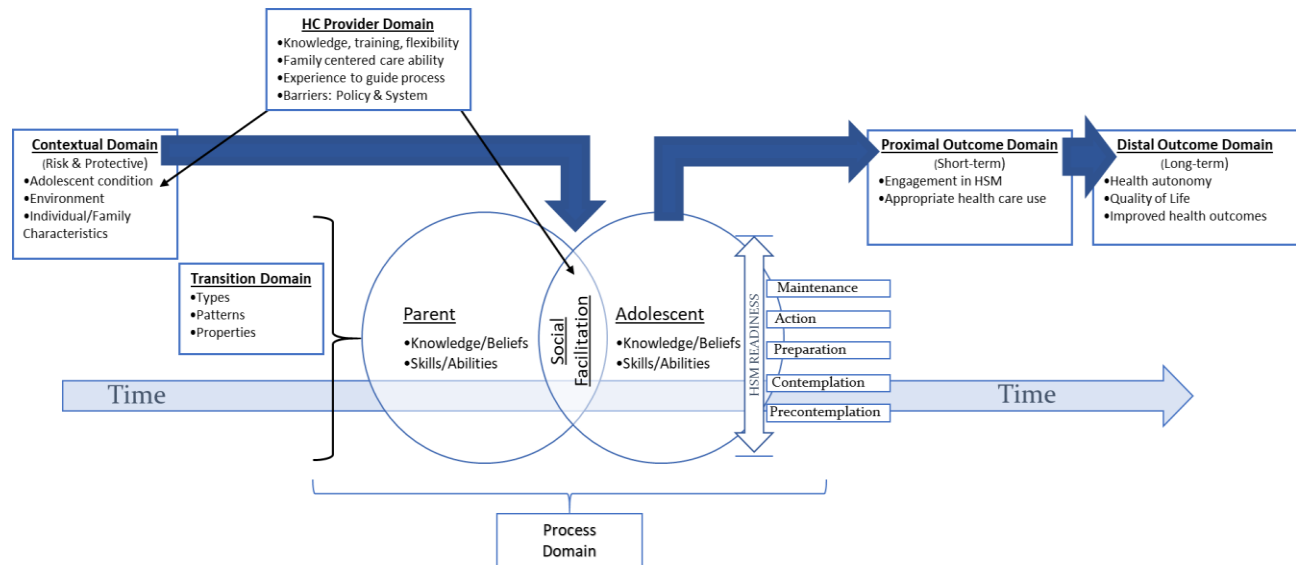 HC Provider Domain
•Knowledge, training, flexibility
•Family centered care ability
•Experience to guide process
•Barriers: Policy & System
Contextual Domain
(Risk & Protective)
•Adolescent condition
•Environment
•Individual/Family
Characteristics
Proximal Outcome Domain
(Short-term)
•Engagement in HSM
•Appropriate health care use
Distal Outcome Domain
(Long-term)
•Health autonomy
•Quality of Life
•Improved health outcomes
Transition Domain
•Types
•Patterns
•Properties
Parent
•Knowledge/Beliefs
•Skills/Abilities
Social
Facilitation
Adolescent
•Knowledge/Beliefs
•Skills/Abilities
HSM READINESS
Maintenance
Action
Preparation
Contemplation
Precontemplation
Time
Time
Process
Domain